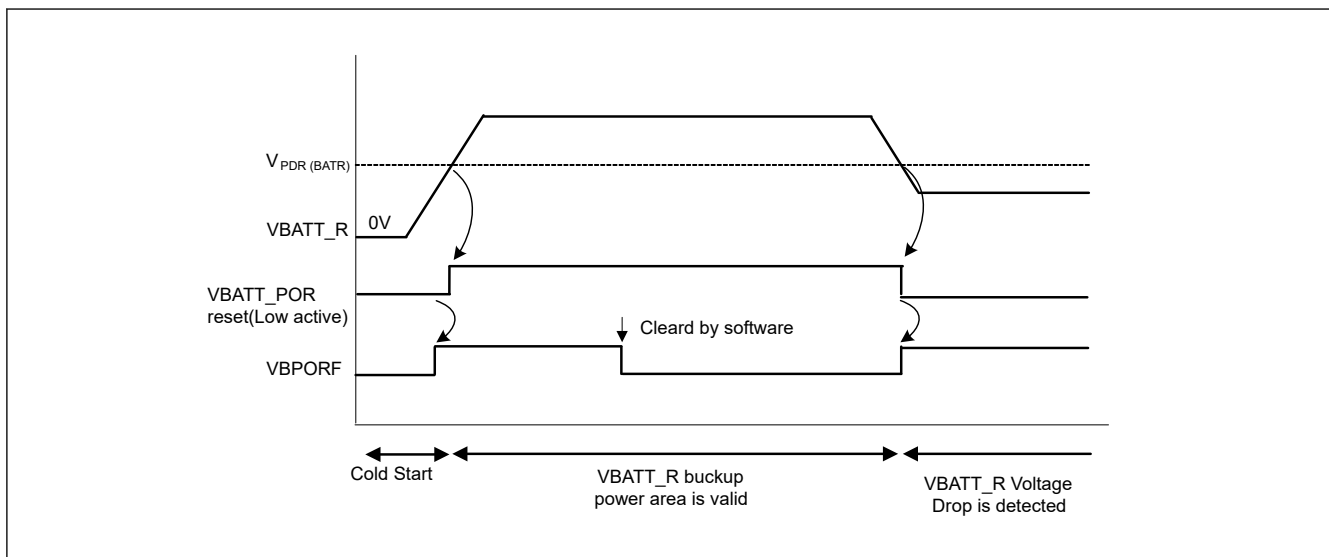 V PDR (BATR)
0V
VBATT_R
VBATT_POR
reset(Low active)
Cleard by software
VBPORF
Cold Start
VBATT_R buckup
power area is valid
VBATT_R Voltage
Drop is detected